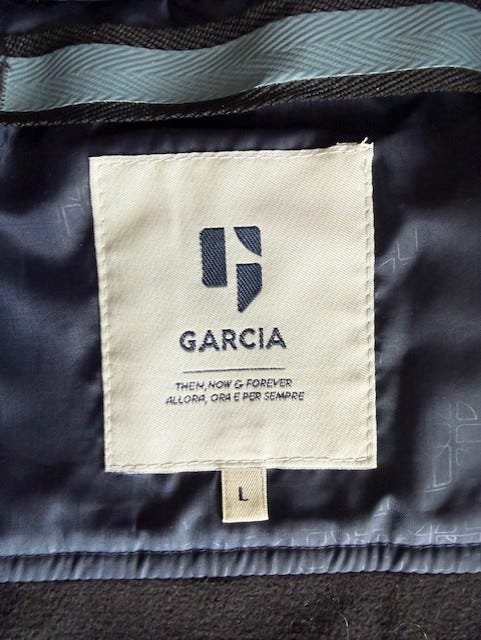 GARCIA
THEN, NOW & FOREVER
ALLORA, ORA E PER SEMPRE
L